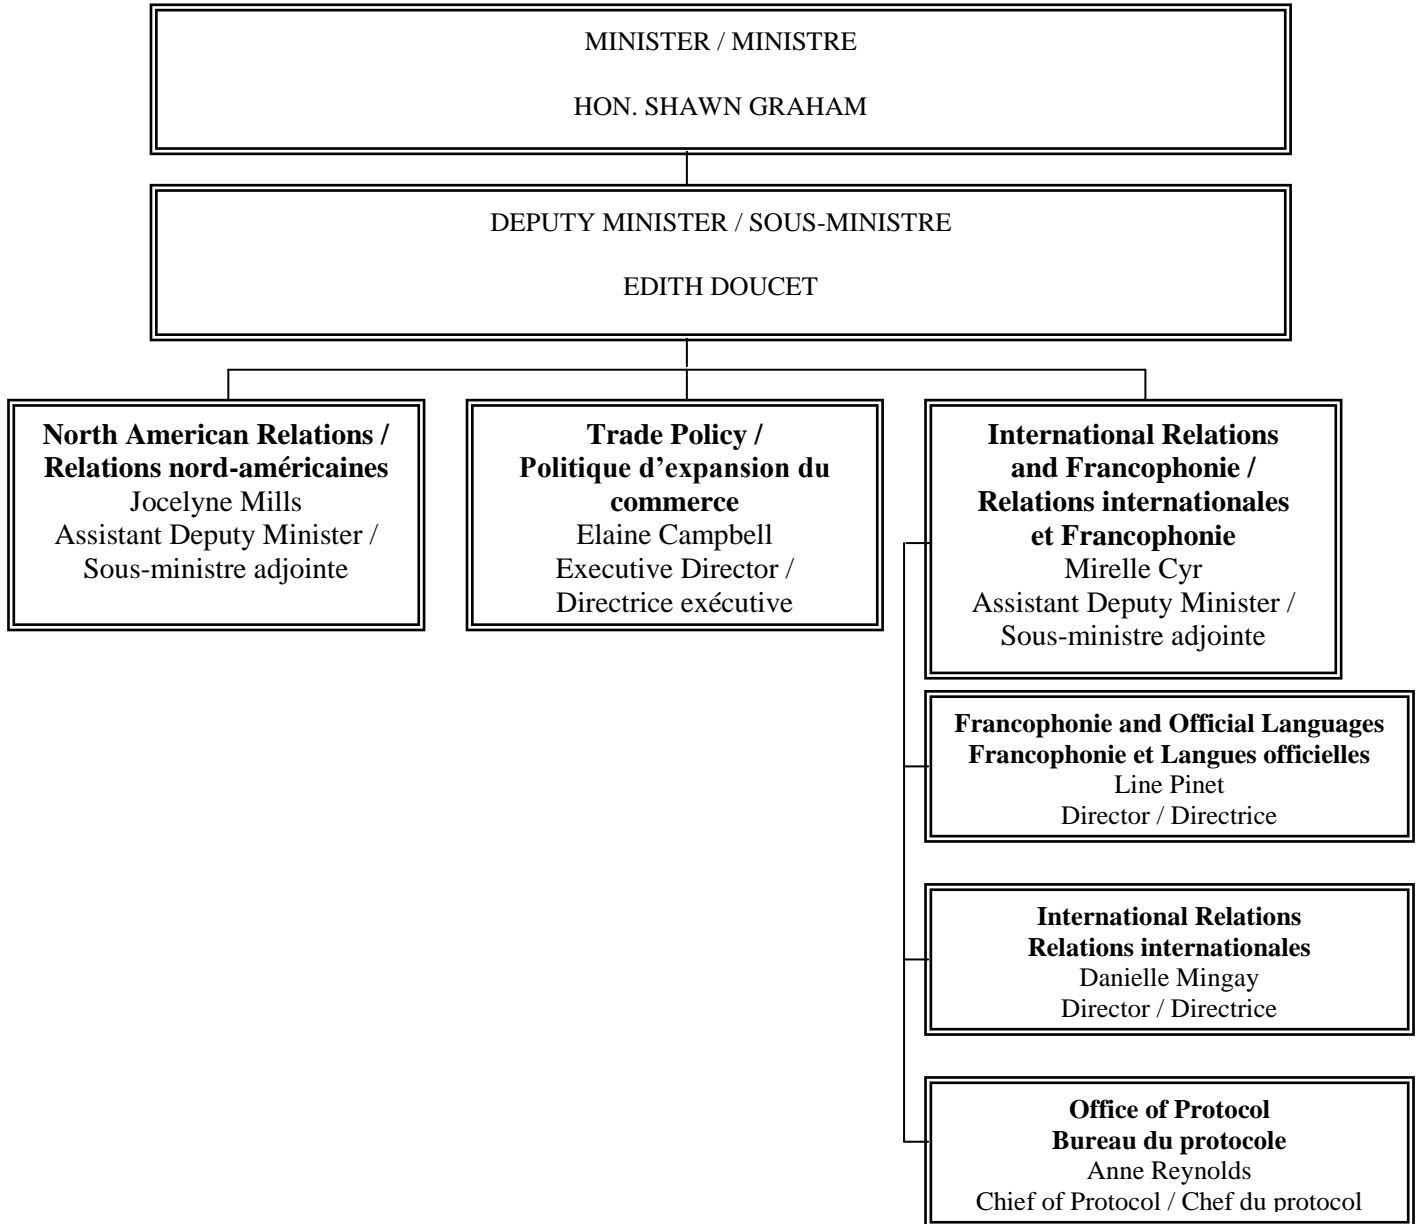 MINISTER / MINISTRE
HON. SHAWN GRAHAM
DEPUTY MINISTER / SOUS-MINISTRE
EDITH DOUCET
North American Relations /
Relations nord-américaines
Jocelyne Mills
Assistant Deputy Minister /
Sous-ministre adjointe
Trade Policy /
Politique d’expansion du
commerce
Elaine Campbell
Executive Director /
Directrice exécutive
International Relations
and Francophonie /
Relations internationales
et Francophonie
Mirelle Cyr
Assistant Deputy Minister /
Sous-ministre adjointe
Francophonie and Official Languages
Francophonie et Langues officielles
Line Pinet
Director / Directrice
International Relations
Relations internationales
Danielle Mingay
Director / Directrice
Office of Protocol
Bureau du protocole
Anne Reynolds
Chief of Protocol / Chef du protocol